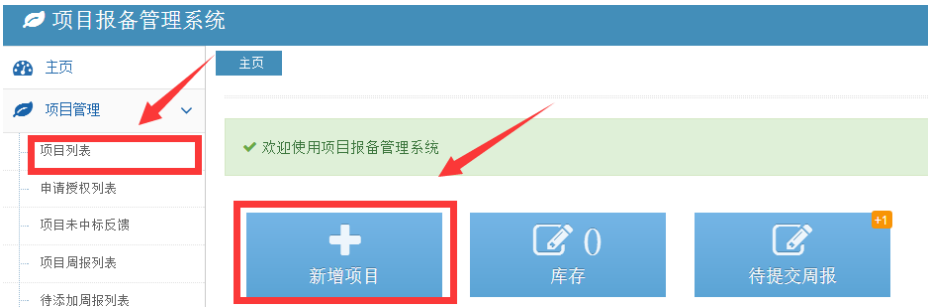 项目报备管理系统
主页
项目管理
项目列表
申请授权列表
项目未中标反馈
项目周报列表
待添加周报列表
主页
欢迎使用项目报备管理系统
新增项目
0
库存
+1
待提交周报